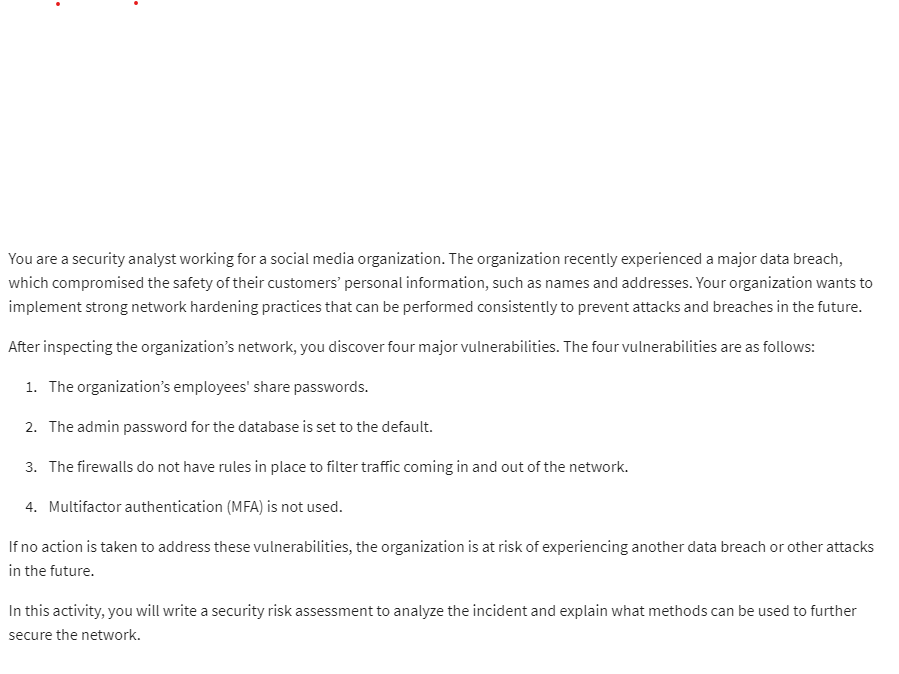 You are a security analyst working for a social media organization. The organization recently experienced a major data breach,
which compromised the safety of their customers’ personal information, such as names and addresses. Your organization wants to
implement strong network hardening practices that can be performed consistently to prevent attacks and breaches in the future.
After inspecting the organization’s network, you discover four major vulnerabilities. The four vulnerabilities are as follows:
1. The organization’s employees' share passwords.
2. The admin password for the database is set to the default.
3. The firewalls do not have rules in place to filter traffic coming in and out of the network.
4. Multifactor authentication (MFA) is not used.
If no action is taken to address these vulnerabilities, the organization is at risk of experiencing another data breach or other attacks
in the future.
In this activity, you will write a security risk assessment to analyze the incident and explain what methods can be used to further
secure the network.